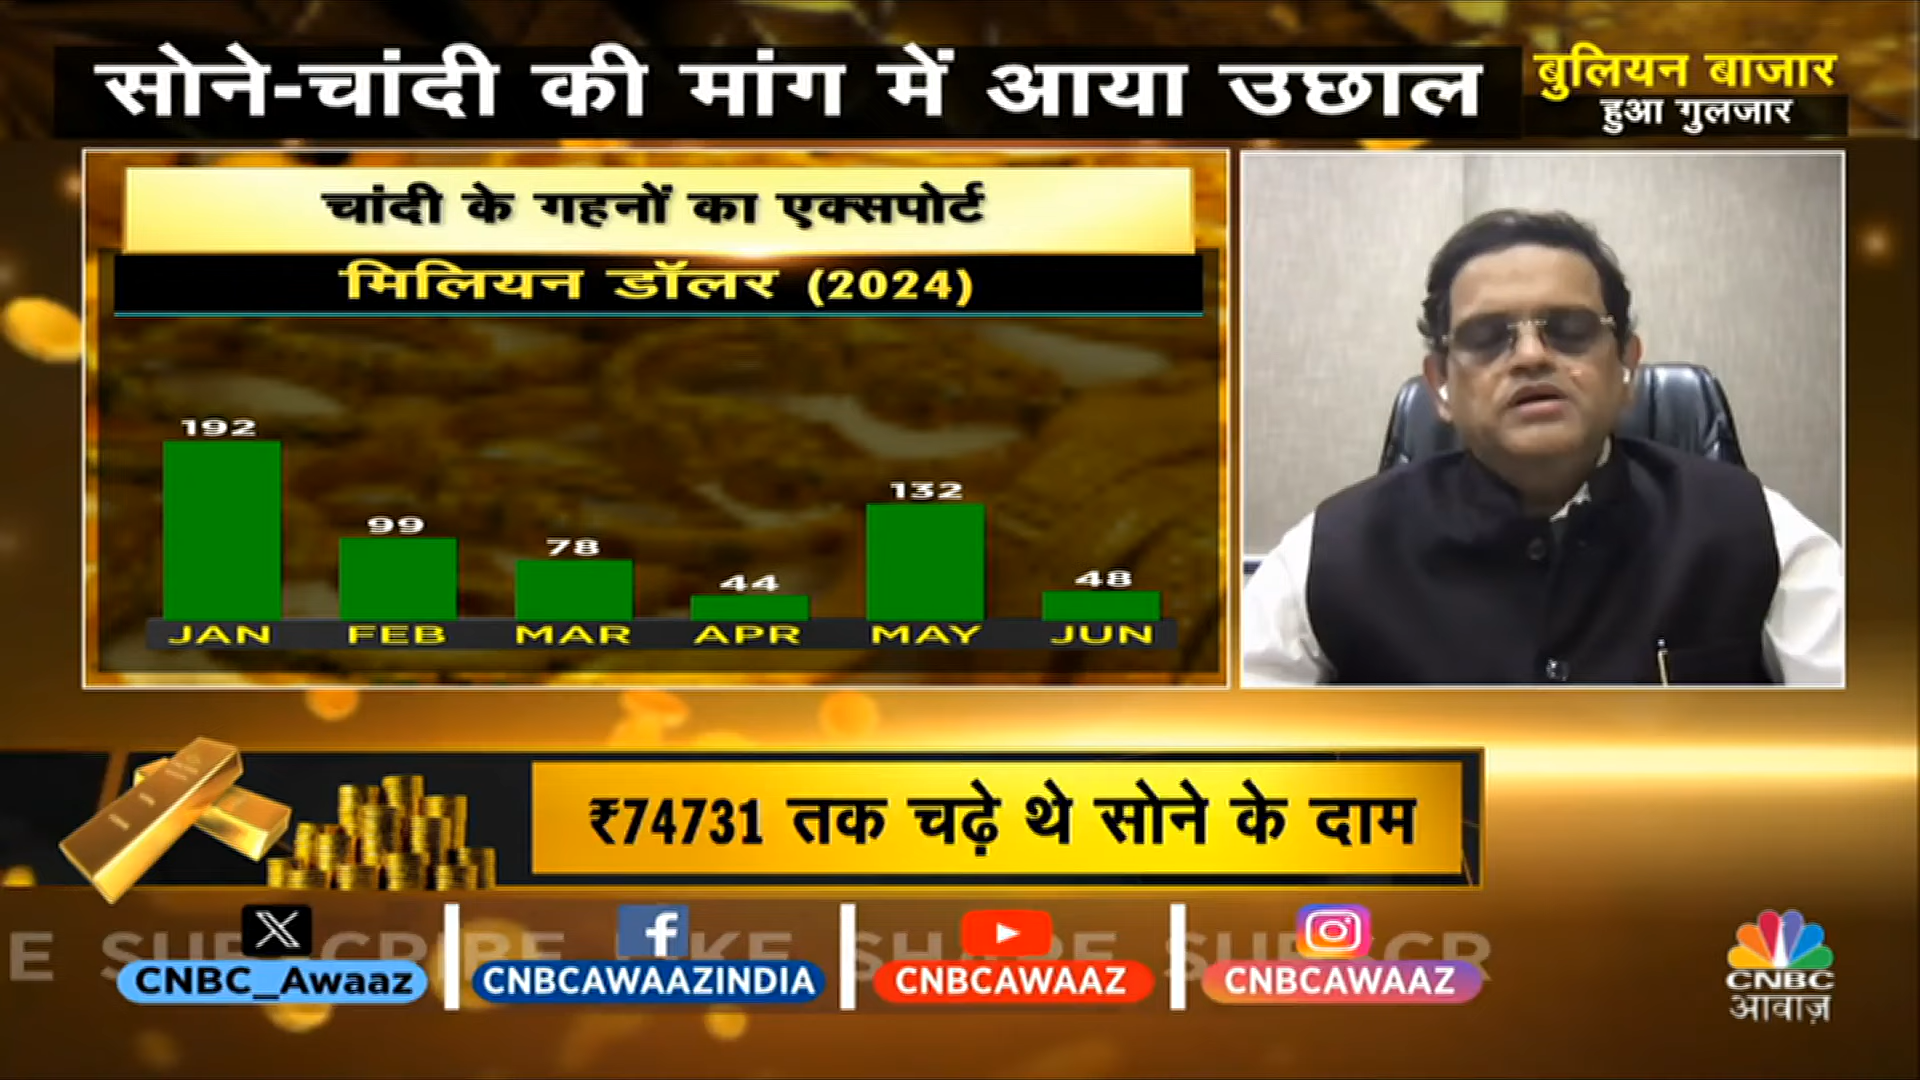 सोने-चांदी की मांग में आया उछाल
बुलियन बाजार
हुआ गुलजार
चांदी के गहनों का एक्सपोर्ट
मिलियन डॉलर (2024)
192
99
78
44
132
48
JAN FEB MAR APR MAY JUN
₹74731 तक चढ़े थे सोने के दाम
CNBC_Awaaz
CNBCAWAAZINDIA
CNBCAWAAZ
CNBCAWAAZ
CNBC
आवाज़